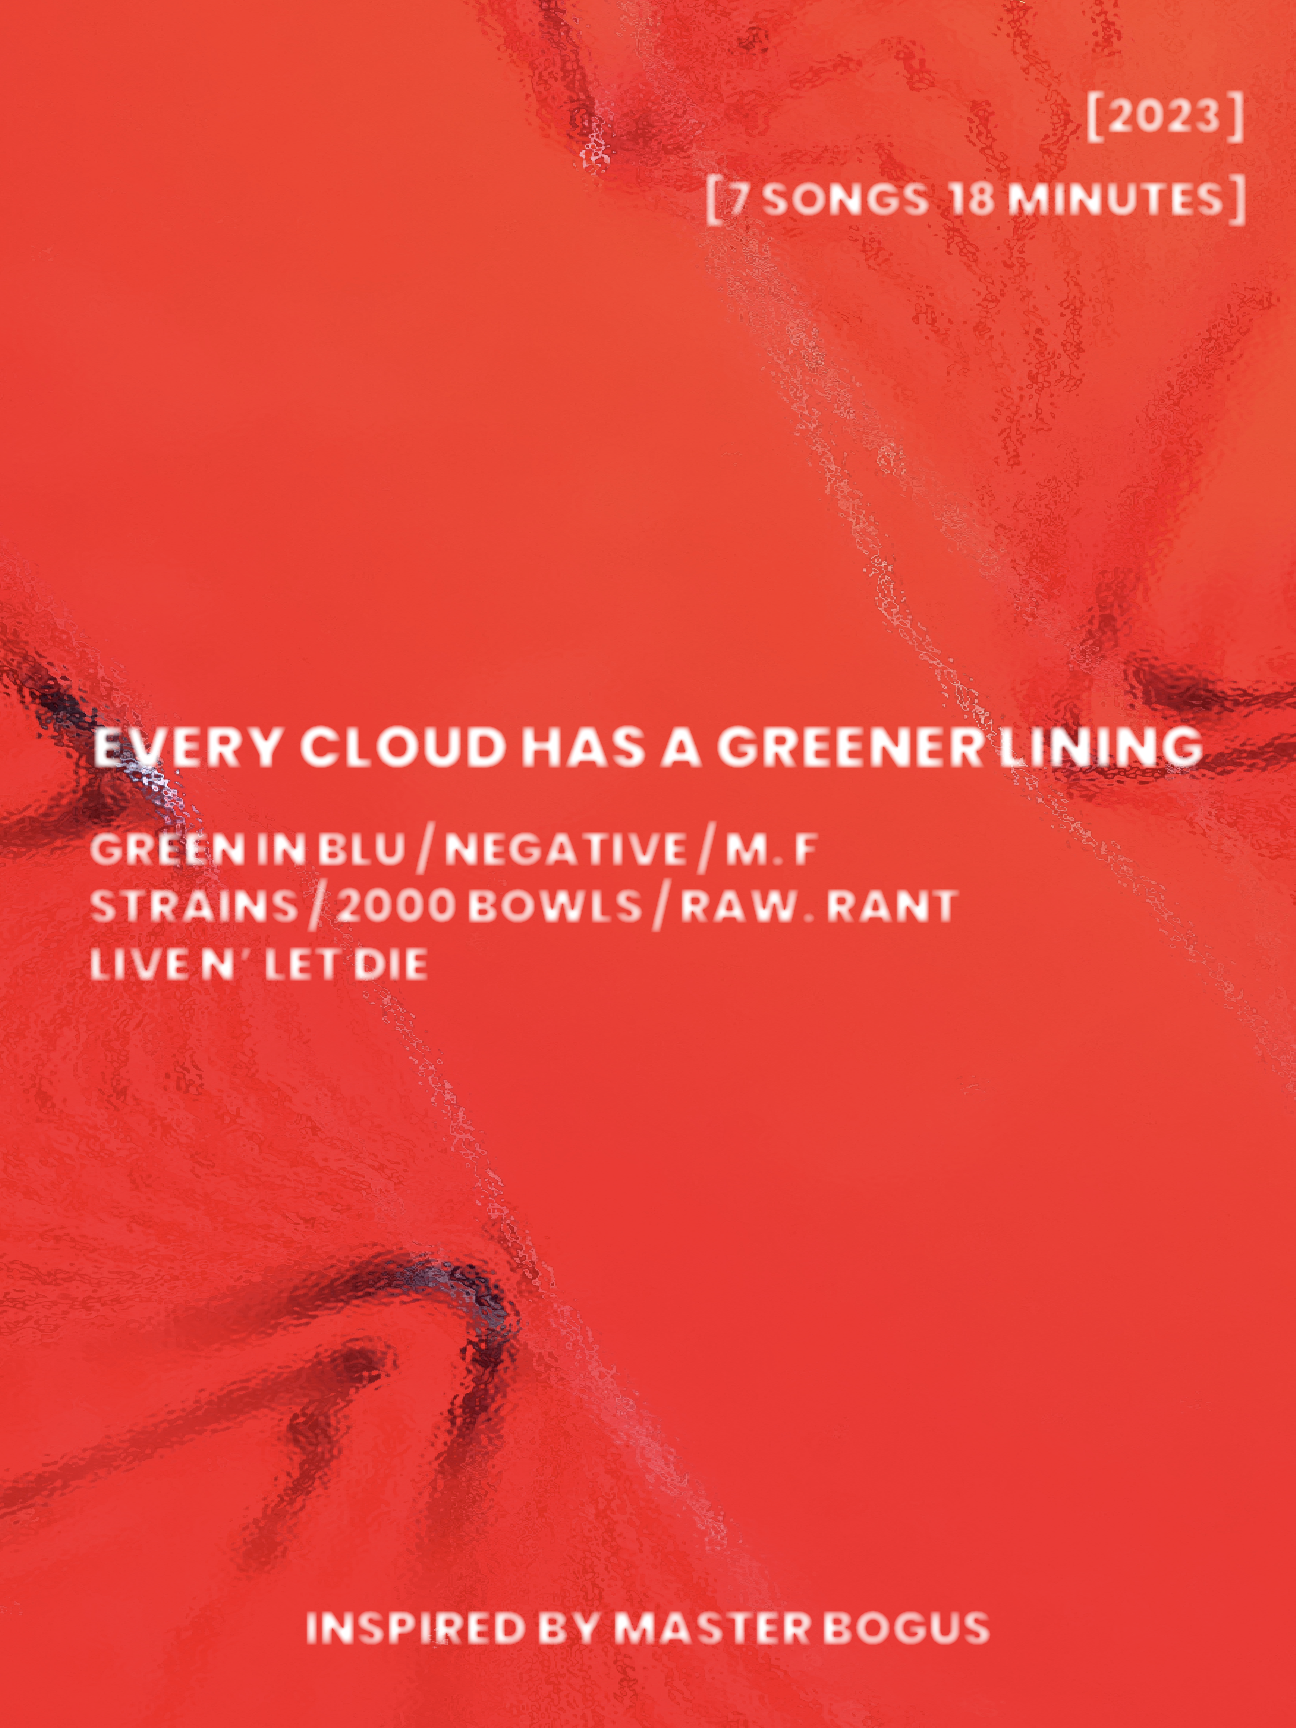 [2023]
[7 SONGS 18 MINUTES]
EVERY CLOUD HAS A GREENER LINING
GREEN IN BLU / NEGATIVE / M. F
STRAINS / 2000 BOWLS / RAW. RANT
LIVE N' LET DIE
INSPIRED BY MASTER BOGUS